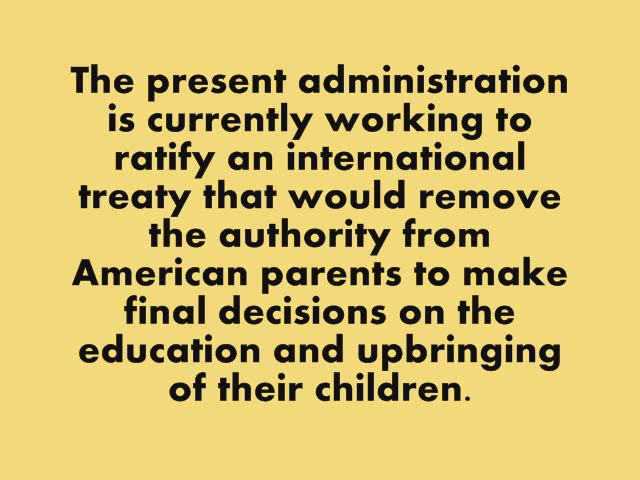 The present administration
is currently working to
ratify an international
treaty that would remove
the authority from
American parents to make
final decisions on the
education and upbringing
of their children.